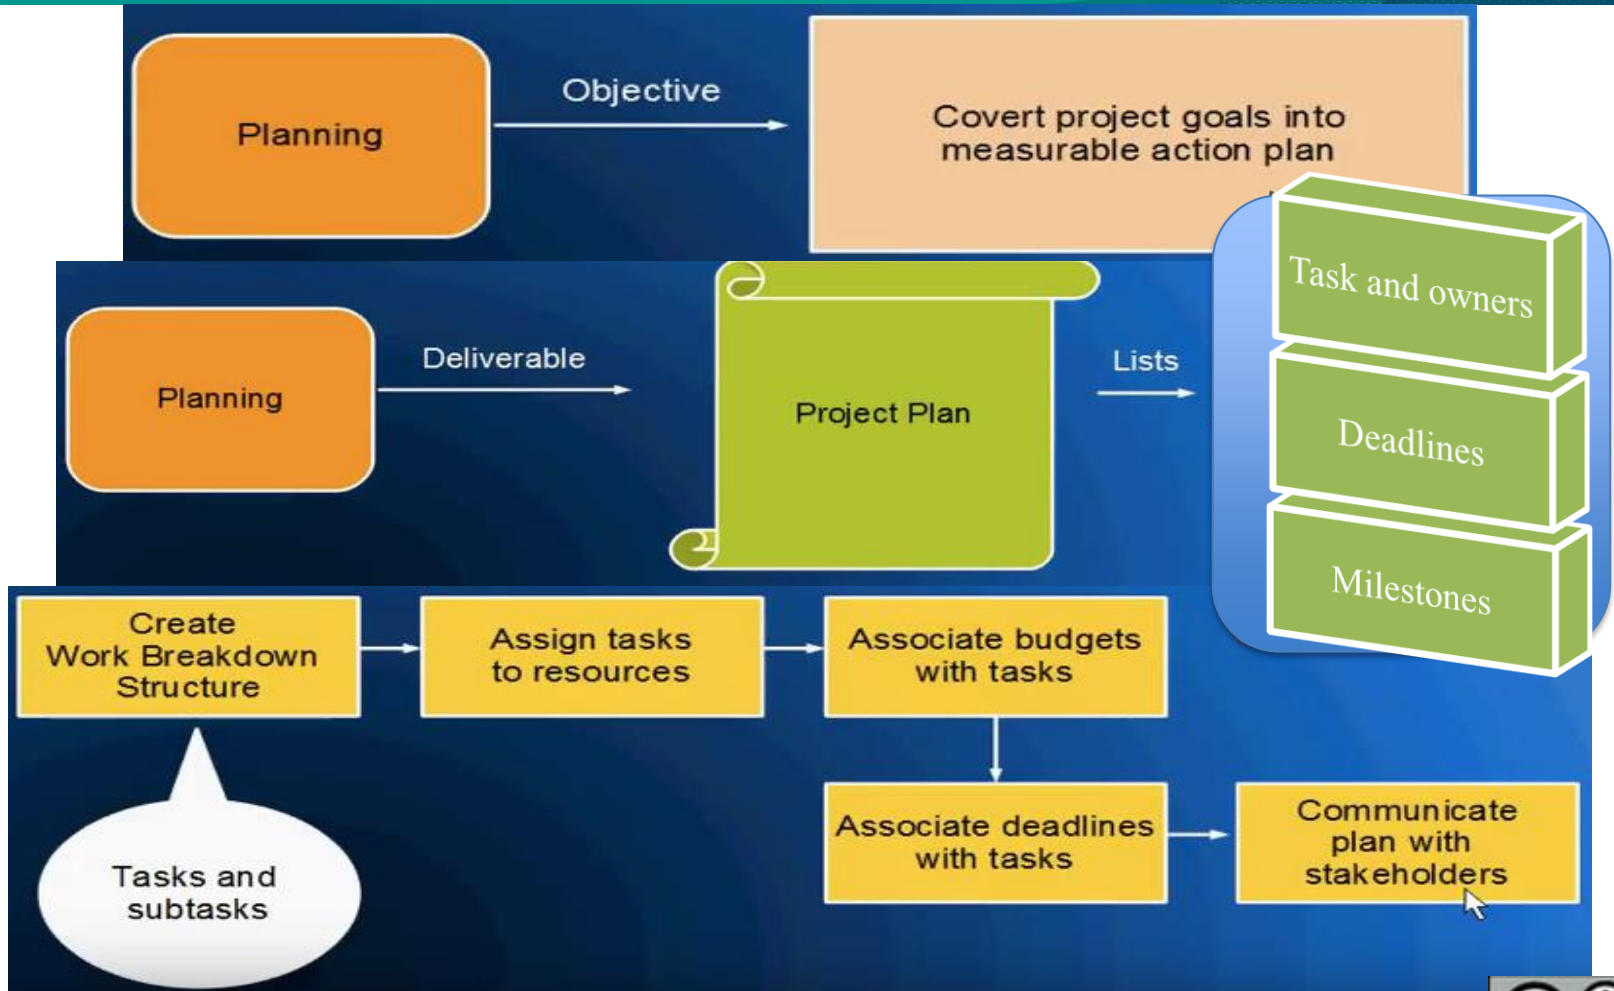 Planning
Objective
Covert project goals into
measurable action plan
Planning
Deliverable
Project Plan
Lists
Task and owners
Deadlines
Milestones
Create
Work Breakdown
Structure
Assign tasks
to resources
Associate budgets
with tasks
Associate deadlines
with tasks
Communicate
plan with
stakeholders
Tasks and
subtasks